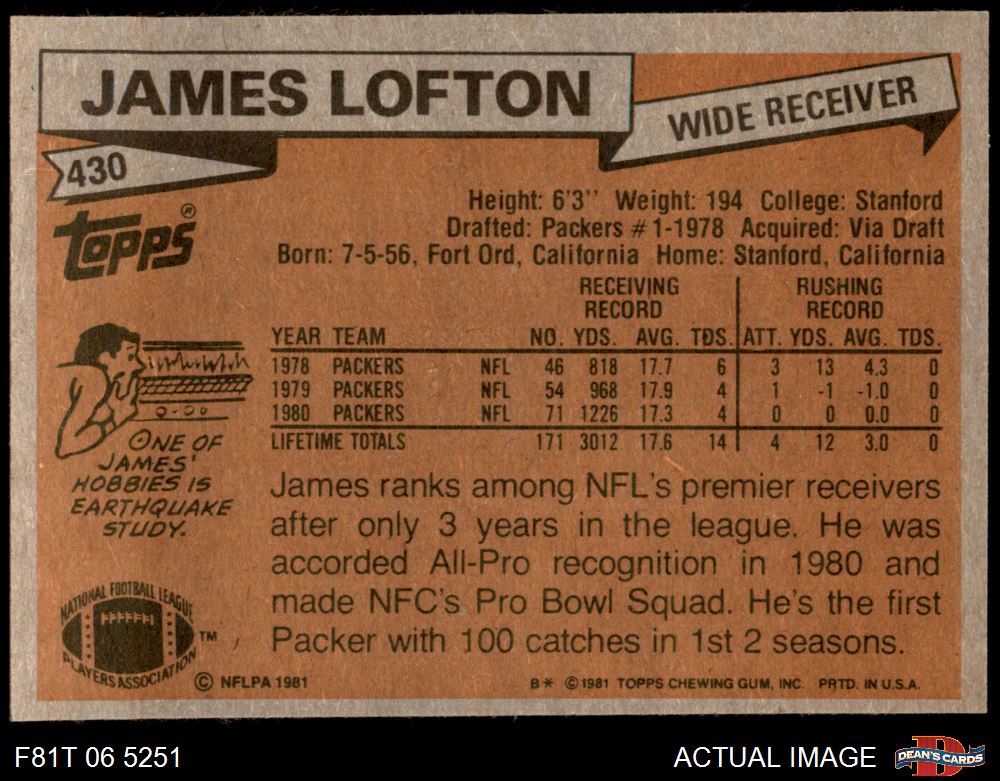 JAMES LOFTON
WIDE RECEIVER
430
topps®
Height: 6'3'' Weight: 194 College: Stanford
Drafted: Packers #1-1978 Acquired: Via Draft
Born: 7-5-56, Fort Ord, California Home: Stanford, California
RECEIVING RECORD RUSHING RECORD
YEAR TEAM NO. YDS. AVG. TDS. ATT. YDS. AVG. TDS.
1978 PACKERS NFL 46 818 17.7 6 3 13 4.3 0
1979 PACKERS NFL 54 968 17.9 4 1 -1 -1.0 0
1980 PACKERS NFL 71 1226 17.3 4 0 0 0.0 0
LIFETIME TOTALS 171 3012 17.6 14 4 12 3.0 0
ONE OF
JAMES'
HOBBIES IS
EARTHQUAKE
STUDY.
James ranks among NFL's premier receivers
after only 3 years in the league. He was
accorded All-Pro recognition in 1980 and
made NFC's Pro Bowl Squad. He's the first
Packer with 100 catches in 1st 2 seasons.
NATIONAL FOOTBALL LEAGUE
PLAYERS ASSOCIATION
™
© NFLPA 1981
B* © 1981 TOPPS CHEWING GUM, INC. PRTD. IN U.S.A.
F81T 06 5251
ACTUAL IMAGE
D
DEAN'S CARDS